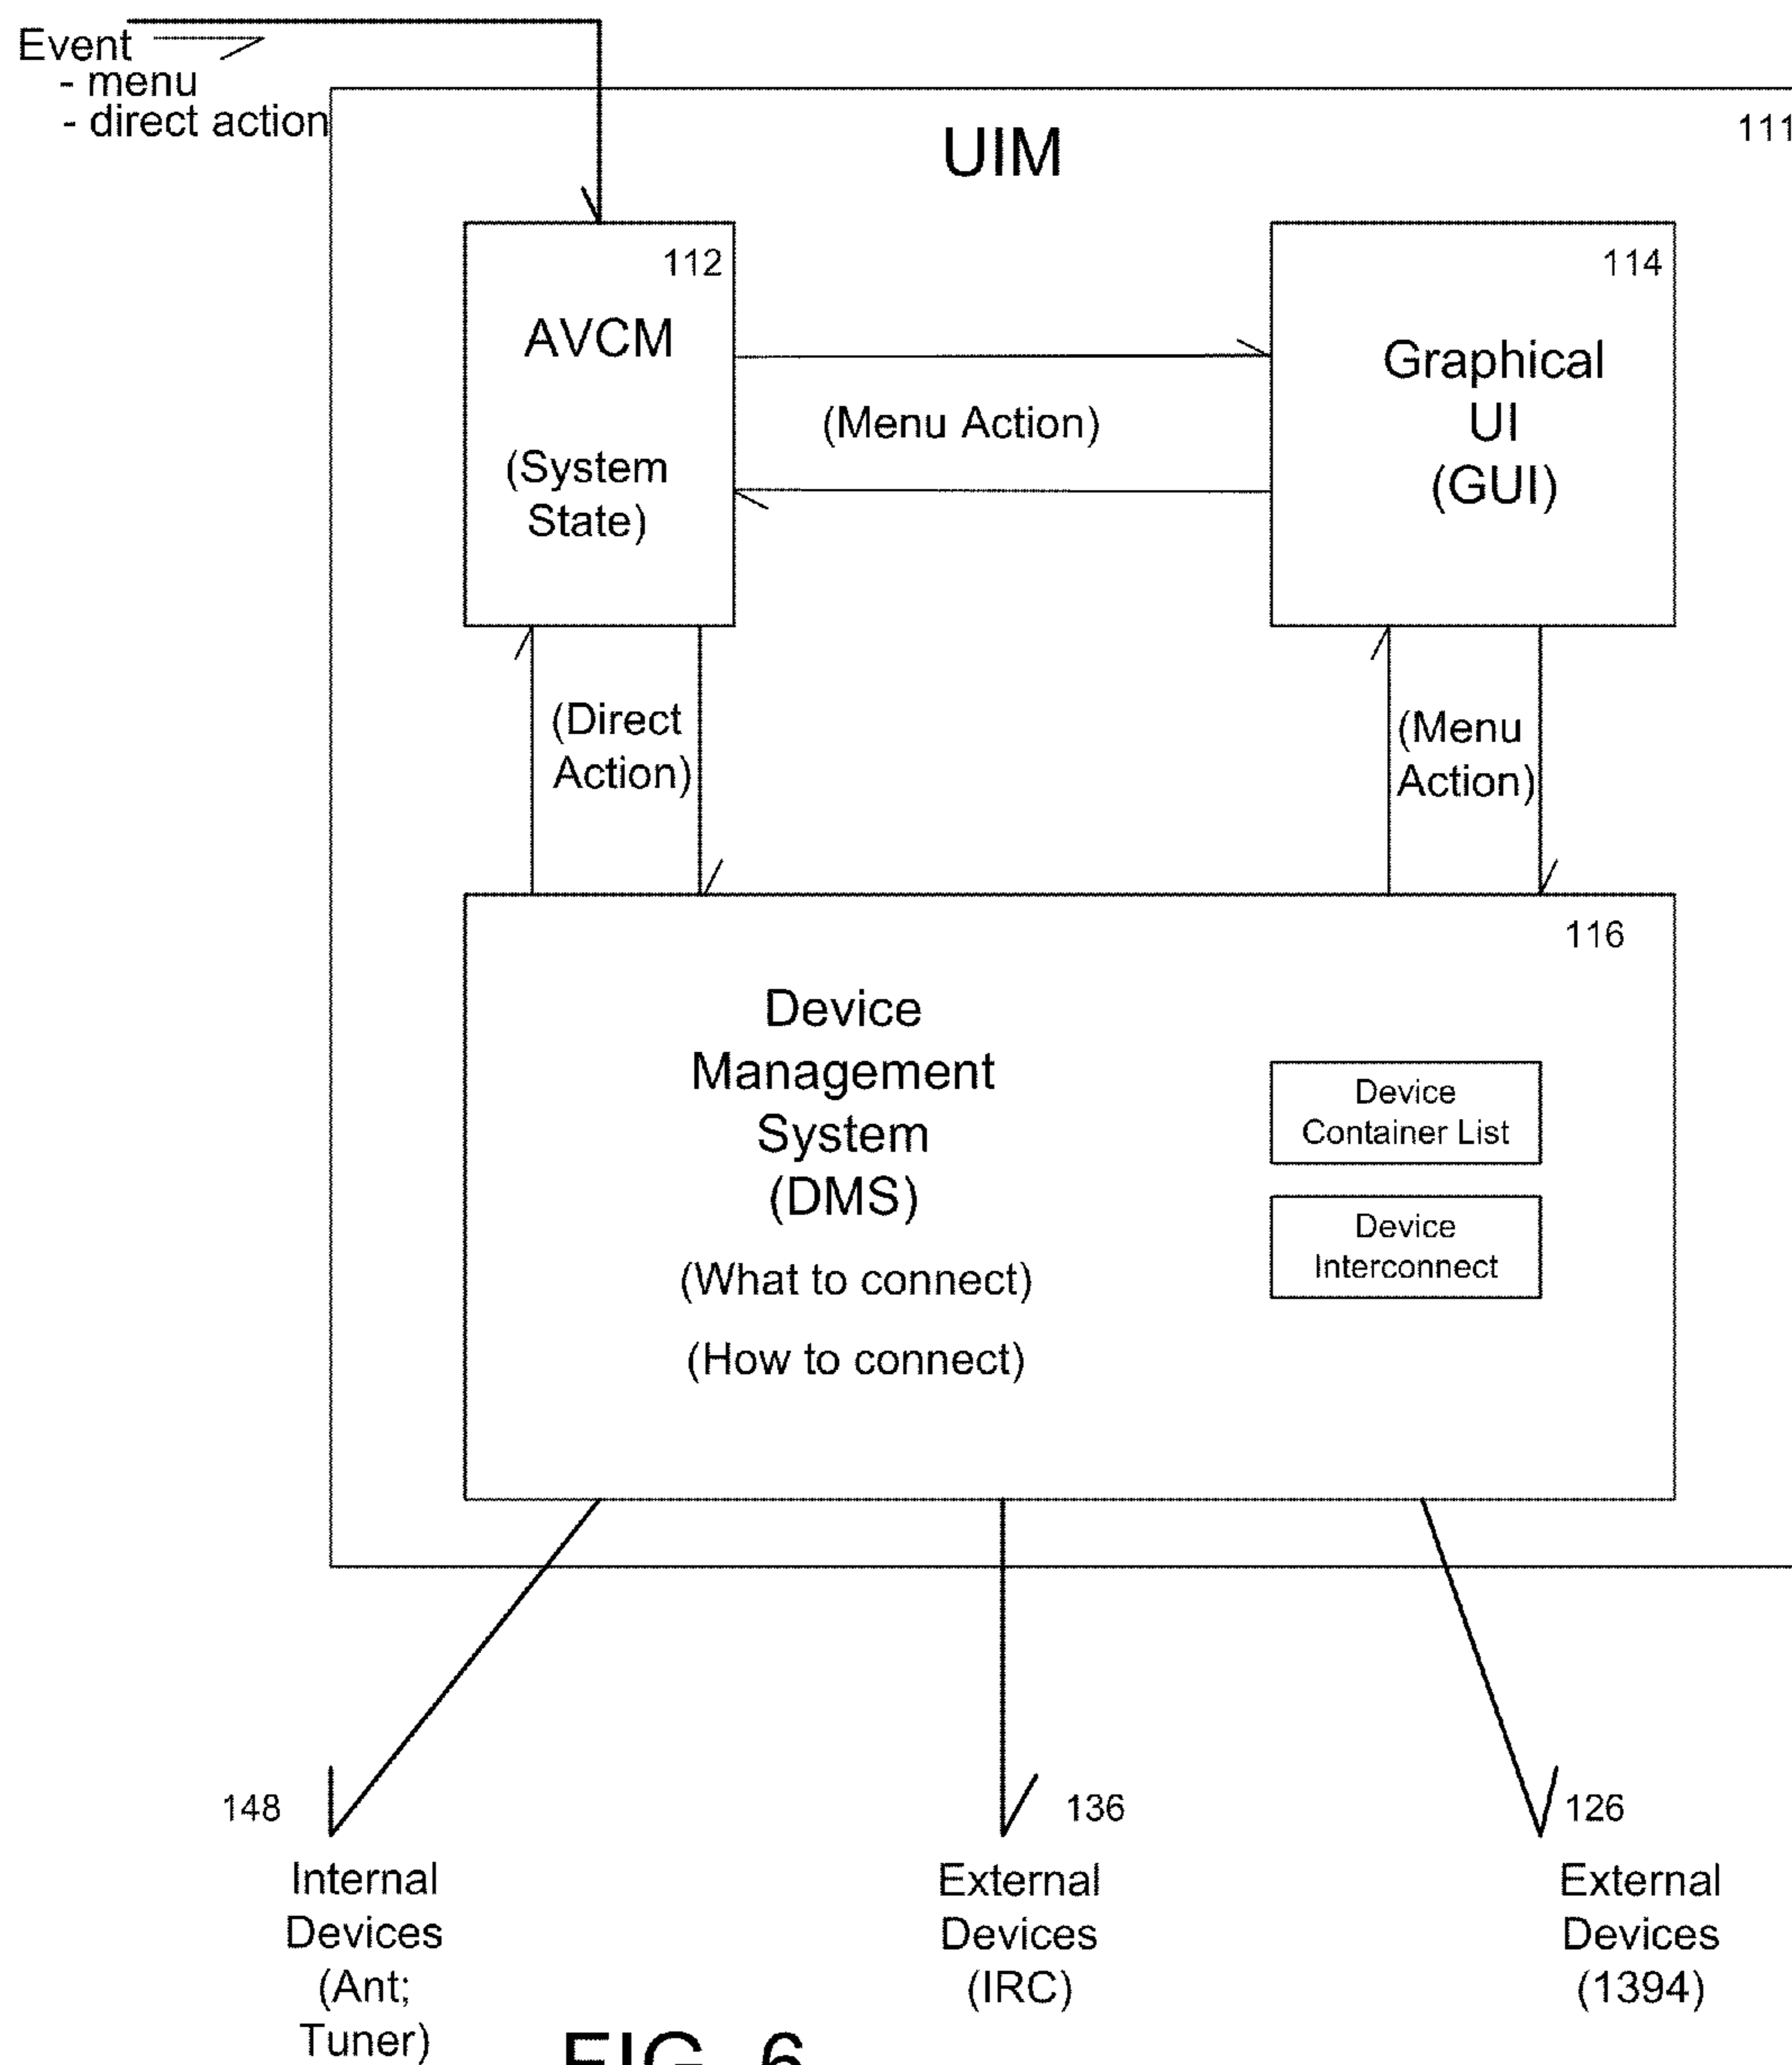 Event
- menu
- direct action
111
UIM
112
AVCM
(System
State)
(Menu Action)
114
Graphical
UI
(GUI)
(Direct
Action)
(Menu
Action)
116
Device
Management
System
(DMS)
(What to connect)
(How to connect)
Device
Container List
Device
Interconnect
148
Internal
Devices
(Ant;
Tuner)
136
External
Devices
(IRC)
126
External
Devices
(1394)
FIG. 6